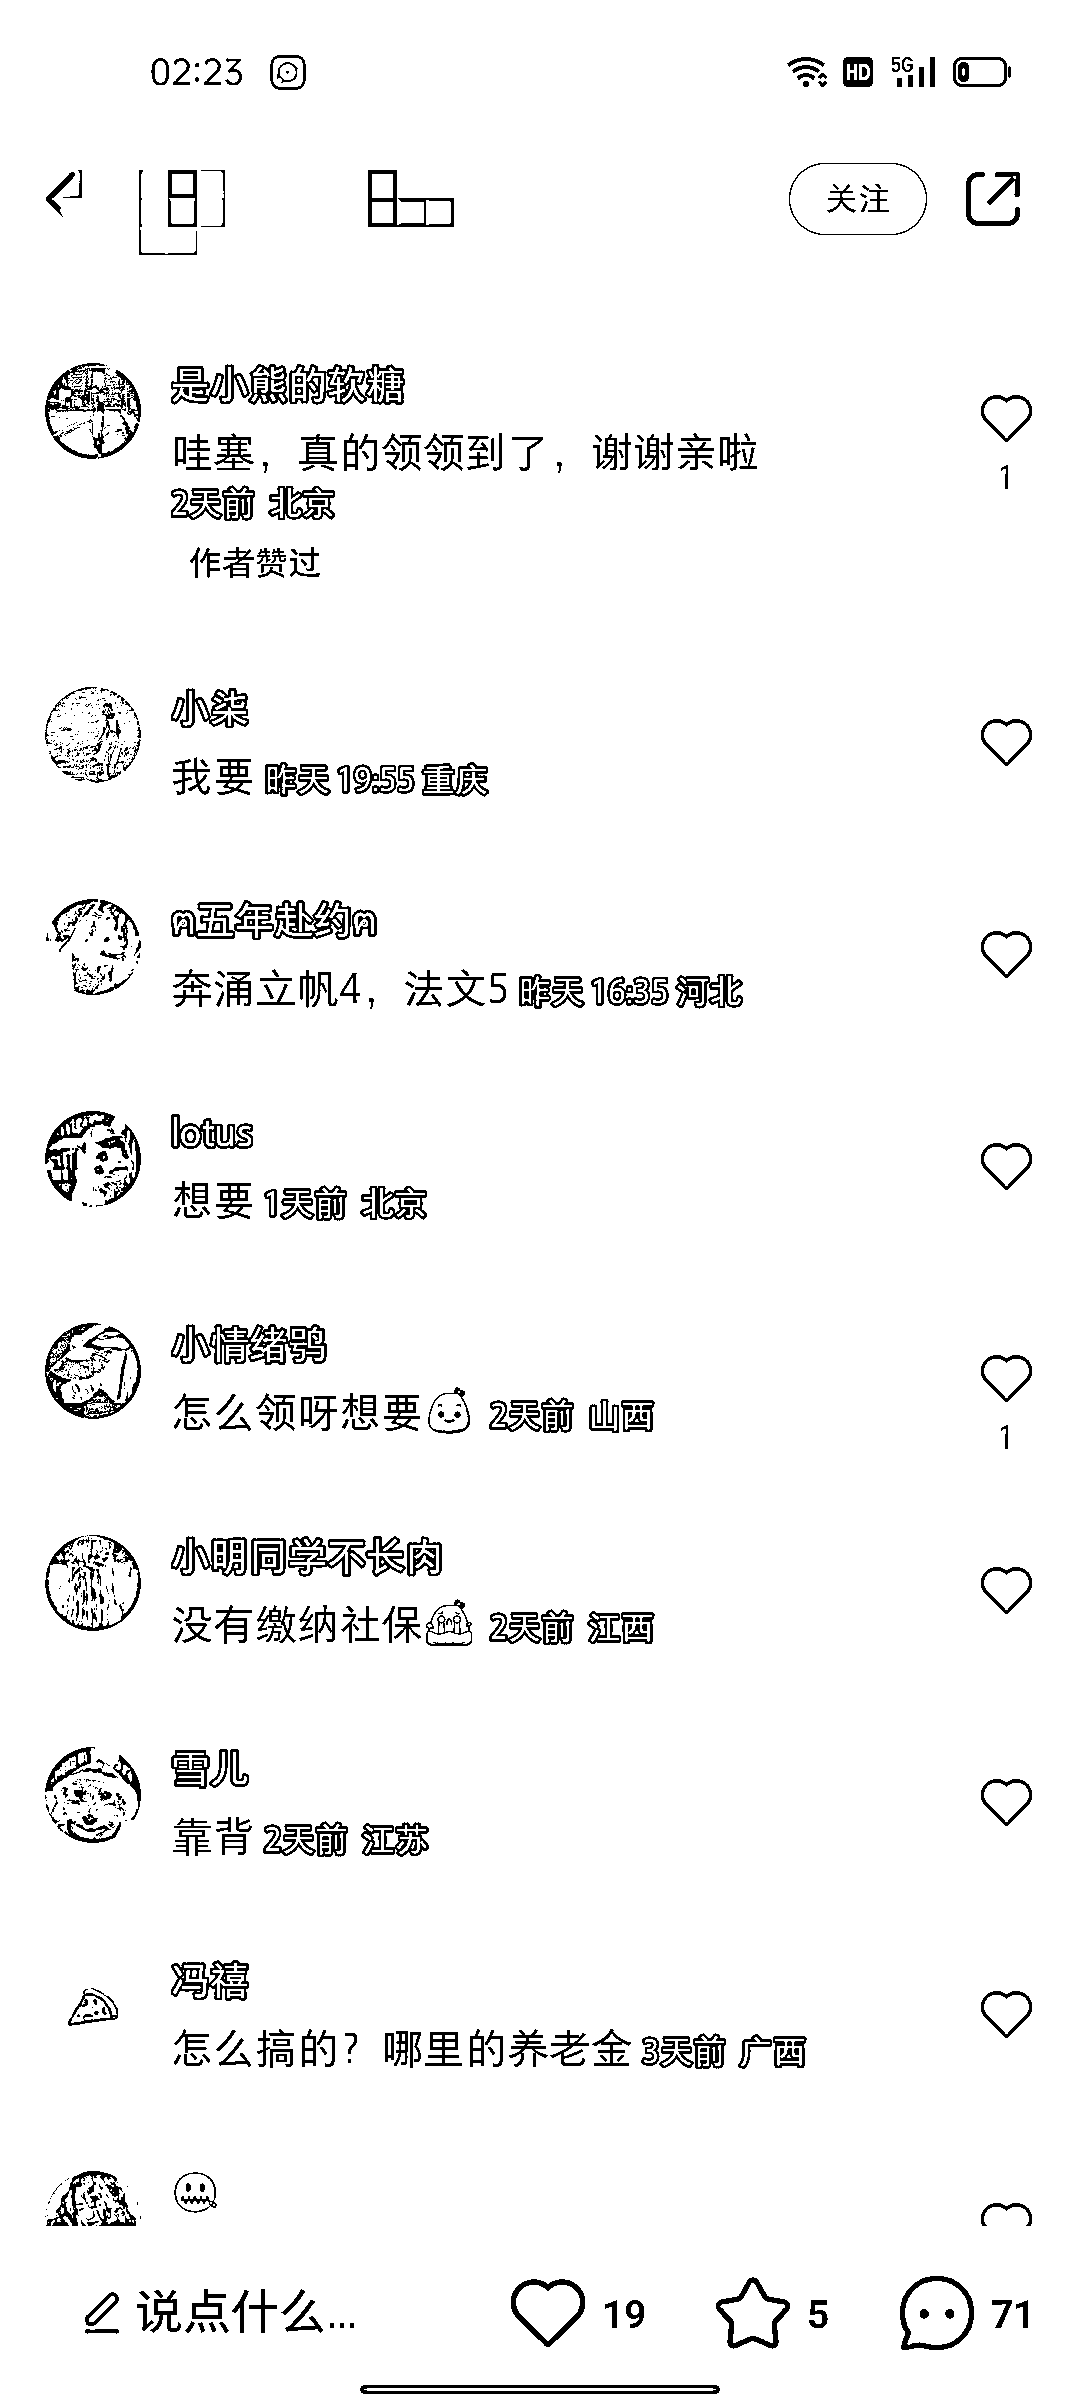 02:23
HD 5G
关注
是小熊的软糖
哇塞，真的领领到了，谢谢亲啦
1
2天前 北京
作者赞过
小柒
我要 昨天 19:55 重庆
ฅ五年赴约ฅ
奔涌立帆4，法文5 昨天 16:35 河北
lotus
想要 1天前 北京
小情绪鸮
怎么领呀想要 2天前 山西
1
小明同学不长肉
没有缴纳社保 2天前 江西
雪儿
靠背 2天前 江苏
冯禧
怎么搞的？哪里的养老金 3天前 广西
说点什么...
19
5
71